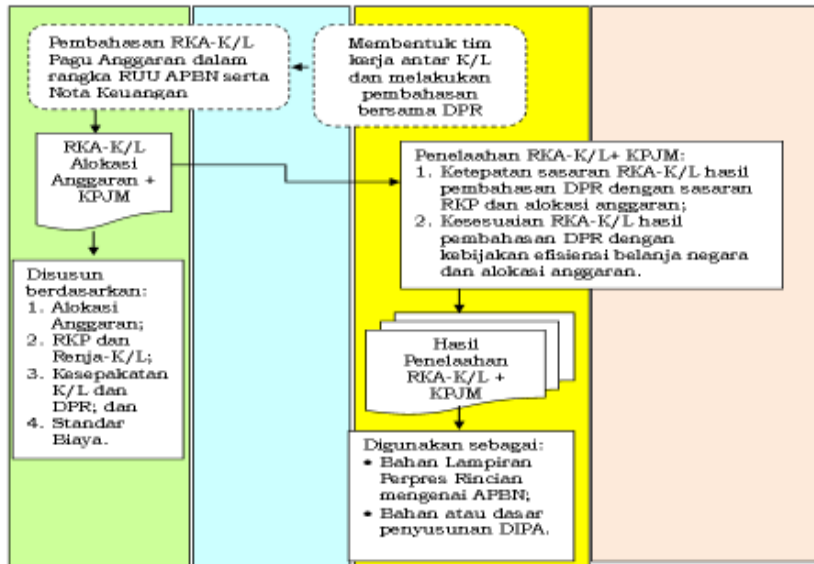 Pembahasan RKA-K/L
Pagu Anggaran dalam
rangka RUU APBN serta
Nota Keuangan
Membentuk tim
kerja antar K/L
dan melakukan
pembahasan
bersama DPR
RKA-K/L
Alokasi
Anggaran +
KPJM
Penelaahan RKA-K/L+ KPJM:
1. Ketepatan sasaran RKA-K/L hasil
pembahasan DPR dengan sasaran
RKP dan alokasi anggaran;
2. Kesesuaian RKA-K/L hasil
pembahasan DPR dengan
kebijakan efisiensi belanja negara
dan alokasi anggaran.
Disusun
berdasarkan:
1. Alokasi
Anggaran;
2. RKP dan
Renja-K/L;
3. Kesepakatan
K/L dan
DPR; dan
4. Standar
Biaya.
Hasil
Penelaahan
RKA-K/L +
KPJM
Digunakan sebagai:
• Bahan Lampiran
Perpres Rincian
mengenai APBN;
• Bahan atau dasar
penyusunan DIPA.